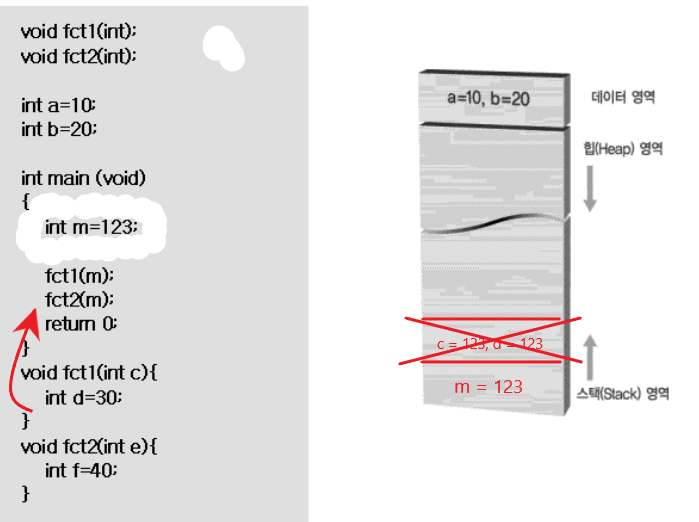 void fct1(int);
void fct2(int);
int a=10;
int b=20;
int main (void)
{
int m=123;
fct1(m);
fct2(m);
return 0;
}
void fct1(int c){
int d=30;
}
void fct2(int e){
int f=40;
}
a=10, b=20
데이터 영역
힙(Heap) 영역
c = 123, d = 123
m = 123
스택(Stack) 영역